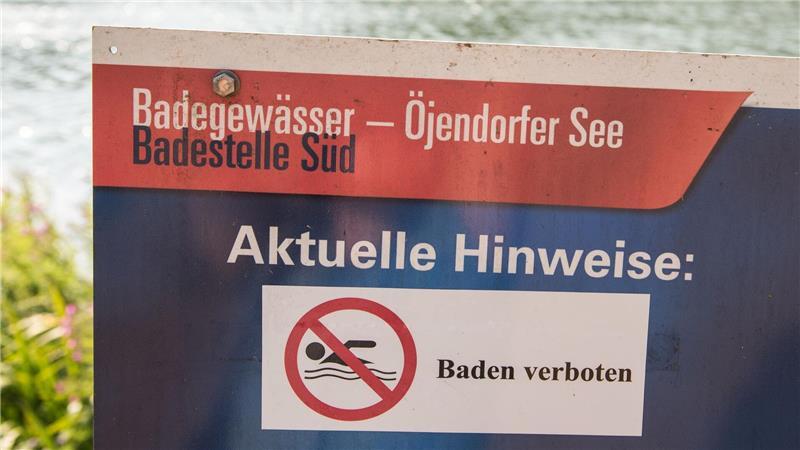 Badegewässer – Öjendorfer See
Badestelle Süd
Aktuelle Hinweise:
Baden verboten